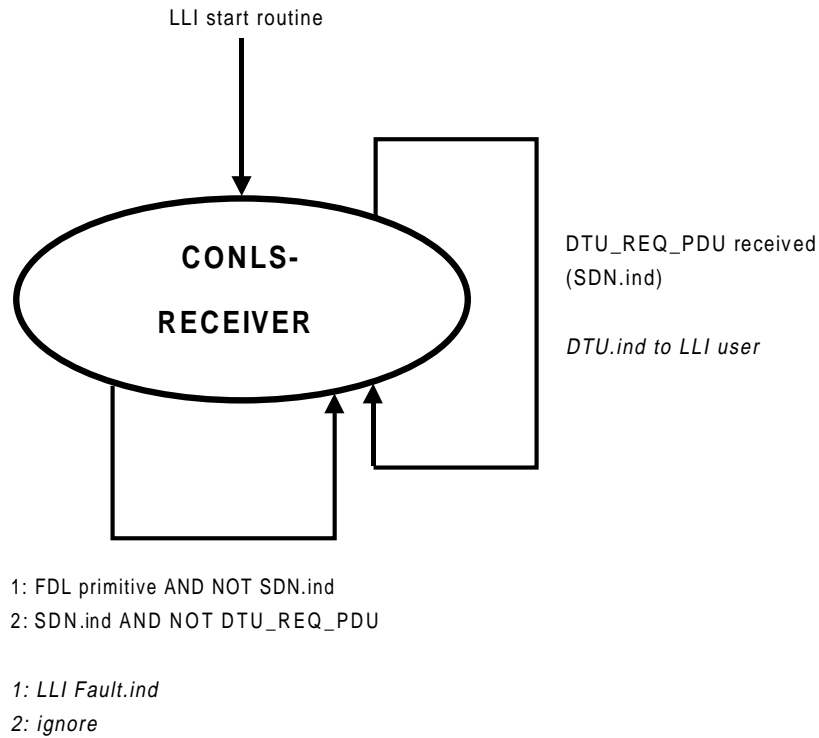 LLI start routine
CONLS-
RECEIVER
DTU_REQ_PDU received
(SDN.ind)
DTU.ind to LLI user
1: FDL primitive AND NOT SDN.ind
2: SDN.ind AND NOT DTU_REQ_PDU
1: LLI Fault.ind
2: ignore